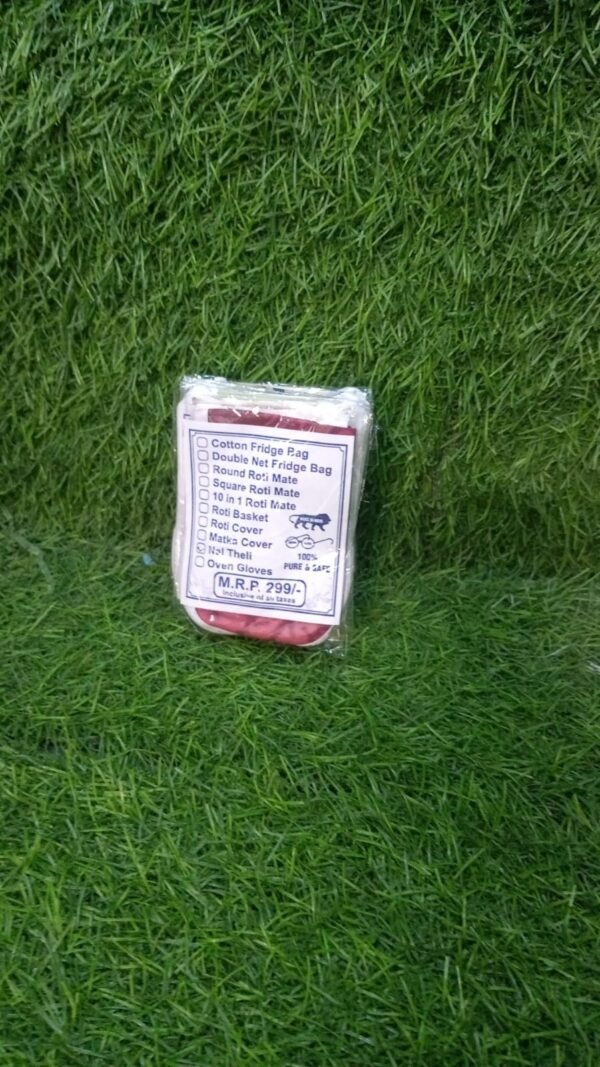 Cotton Fridge Bag
Double Net Fridge Bag
Round Roti Mate
Square Roti Mate
10 in 1 Roti Mate
Roti Basket
Roti Cover
Matka Cover
Nal Theli
Oven Gloves
100%
PURE & SAFE
M.R.P. 299/-
Inclusive of all taxes